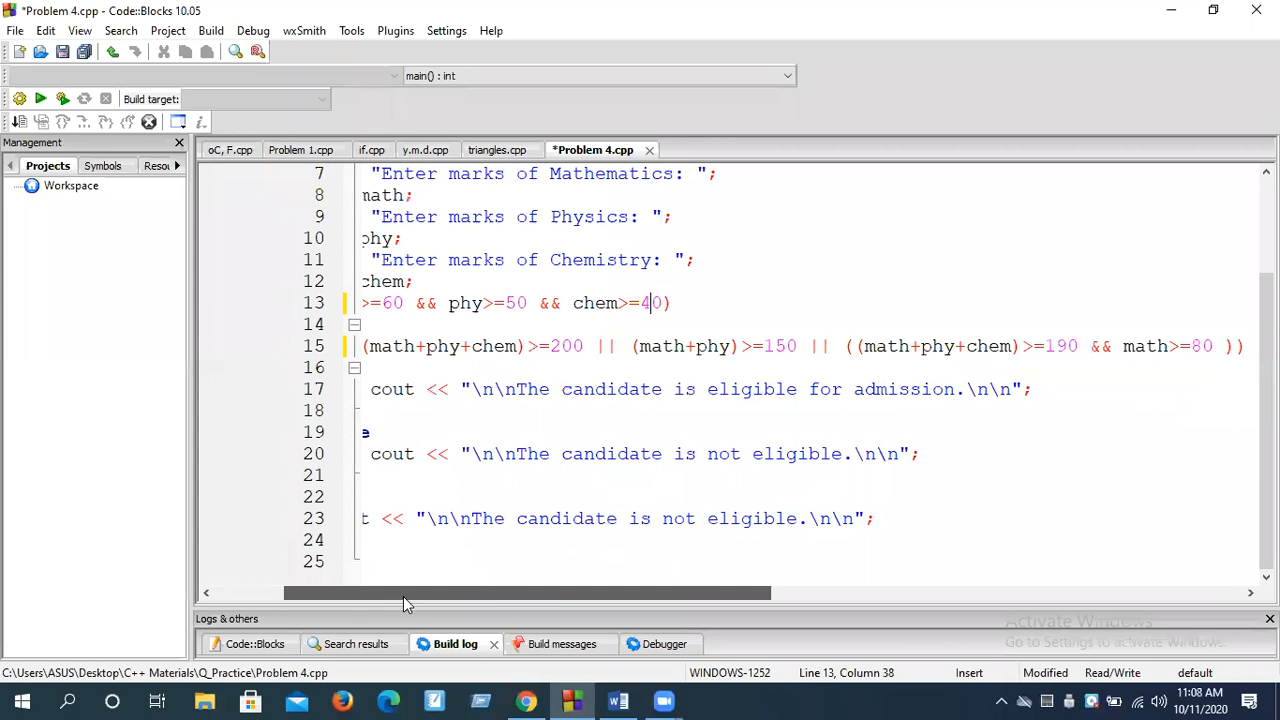 *Problem 4.cpp - Code::Blocks 10.05
File Edit View Search Project Build Debug wxSmith Tools Plugins Settings Help
main() : int
Build target:
Management
Projects Symbols Resou
Workspace
oC, F.cpp Problem 1.cpp if.cpp y.m.d.cpp triangles.cpp *Problem 4.cpp
7 "Enter marks of Mathematics: ";
8 math;
9 "Enter marks of Physics: ";
10 phy;
11 "Enter marks of Chemistry: ";
12 chem;
13 >=60 && phy>=50 && chem>=40)
14
15 (math+phy+chem)>=200 || (math+phy)>=150 || ((math+phy+chem)>=190 && math>=80 ))
16
17 cout << "\n\nThe candidate is eligible for admission.\n\n";
18
19 e
20 cout << "\n\nThe candidate is not eligible.\n\n";
21
22
23 t << "\n\nThe candidate is not eligible.\n\n";
24
25
Logs & others
Activate Windows
Go to Settings to activate Windows.
Code::Blocks Search results Build log Build messages Debugger
C:\Users\ASUS\Desktop\C++ Materials\Q_Practice\Problem 4.cpp WINDOWS-1252 Line 13, Column 38 Insert Modified Read/Write default
11:08 AM
10/11/2020